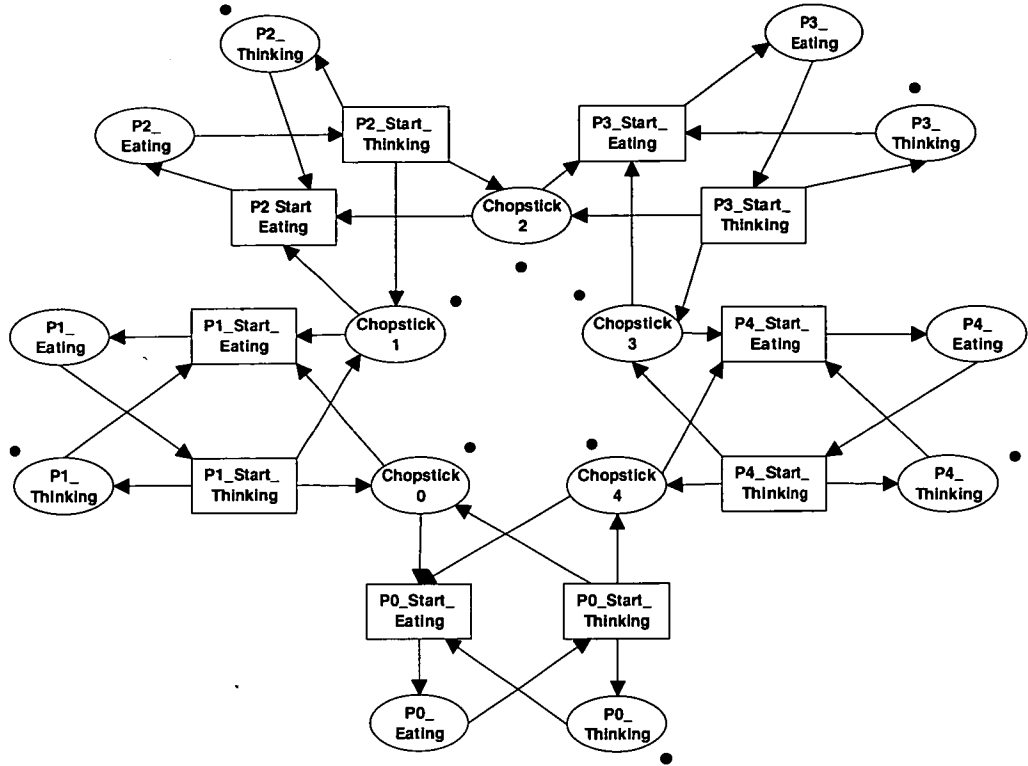 P2_
Thinking
P3_
Eating
P2_
Eating
P2_Start_
Thinking
P3_Start_
Eating
P3_
Thinking
P2 Start
Eating
Chopstick
2
P3_Start_
Thinking
P1_
Eating
P1_Start_
Eating
Chopstick
1
Chopstick
3
P4_Start_
Eating
P4_
Eating
P1_
Thinking
P1_Start_
Thinking
Chopstick
0
Chopstick
4
P4_Start_
Thinking
P4_
Thinking
P0_Start_
Eating
P0_Start_
Thinking
P0_
Eating
P0_
Thinking